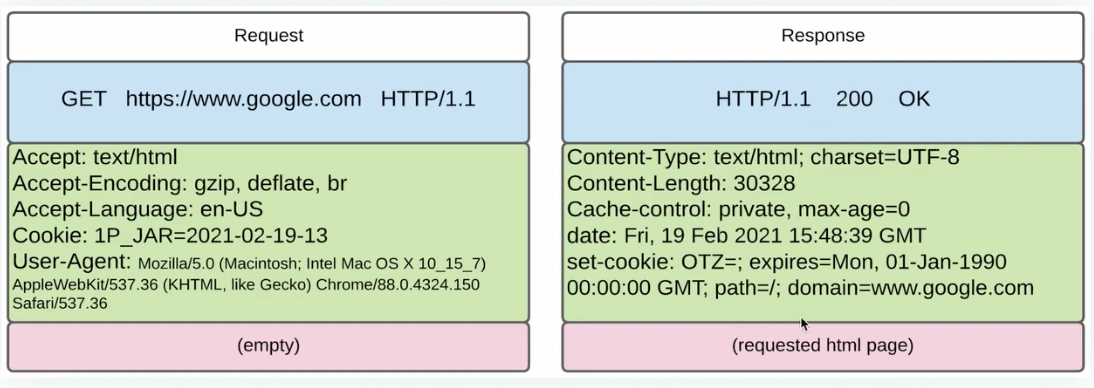 Request
GET https://www.google.com HTTP/1.1
Accept: text/html
Accept-Encoding: gzip, deflate, br
Accept-Language: en-US
Cookie: 1P_JAR=2021-02-19-13
User-Agent: Mozilla/5.0 (Macintosh; Intel Mac OS X 10_15_7)
AppleWebKit/537.36 (KHTML, like Gecko) Chrome/88.0.4324.150
Safari/537.36
(empty)
Response
HTTP/1.1 200 OK
Content-Type: text/html; charset=UTF-8
Content-Length: 30328
Cache-control: private, max-age=0
date: Fri, 19 Feb 2021 15:48:39 GMT
set-cookie: OTZ=; expires=Mon, 01-Jan-1990
00:00:00 GMT; path=/; domain=www.google.com
(requested html page)